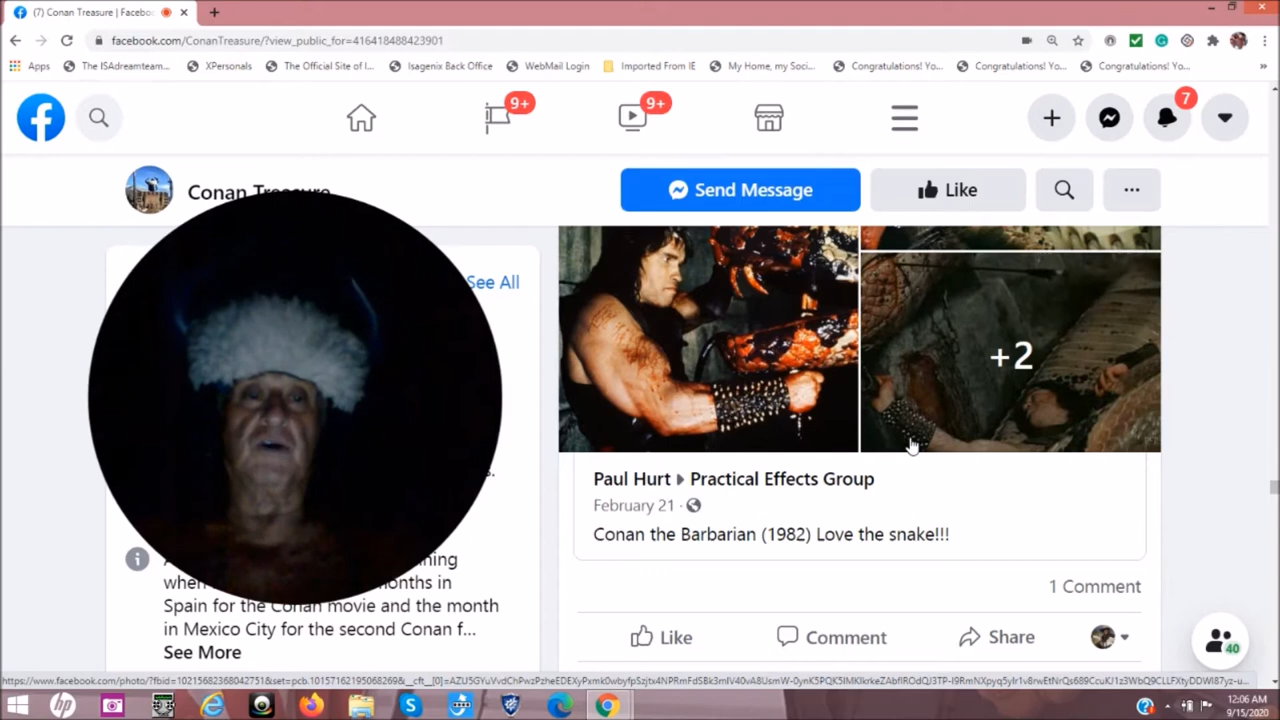 (7) Conan Treasure | Faceboo
facebook.com/ConanTreasure/?view_public_for=416418488423901
Apps The ISAdreamteam... XPersonals The Official Site of I... Isagenix Back Office WebMail Login Imported From IE My Home, my Soci... Congratulations! Yo... Congratulations! Yo... Congratulations! Yo... »
9+ 9+ 7
Conan Treasure Send Message Like ...
See All
+2
Paul Hurt Practical Effects Group
February 21 ·
Conan the Barbarian (1982) Love the snake!!!
when months in
Spain for the Conan movie and the month
in Mexico City for the second Conan f...
See More
1 Comment
Like Comment Share
40
12:06 AM
9/15/2020